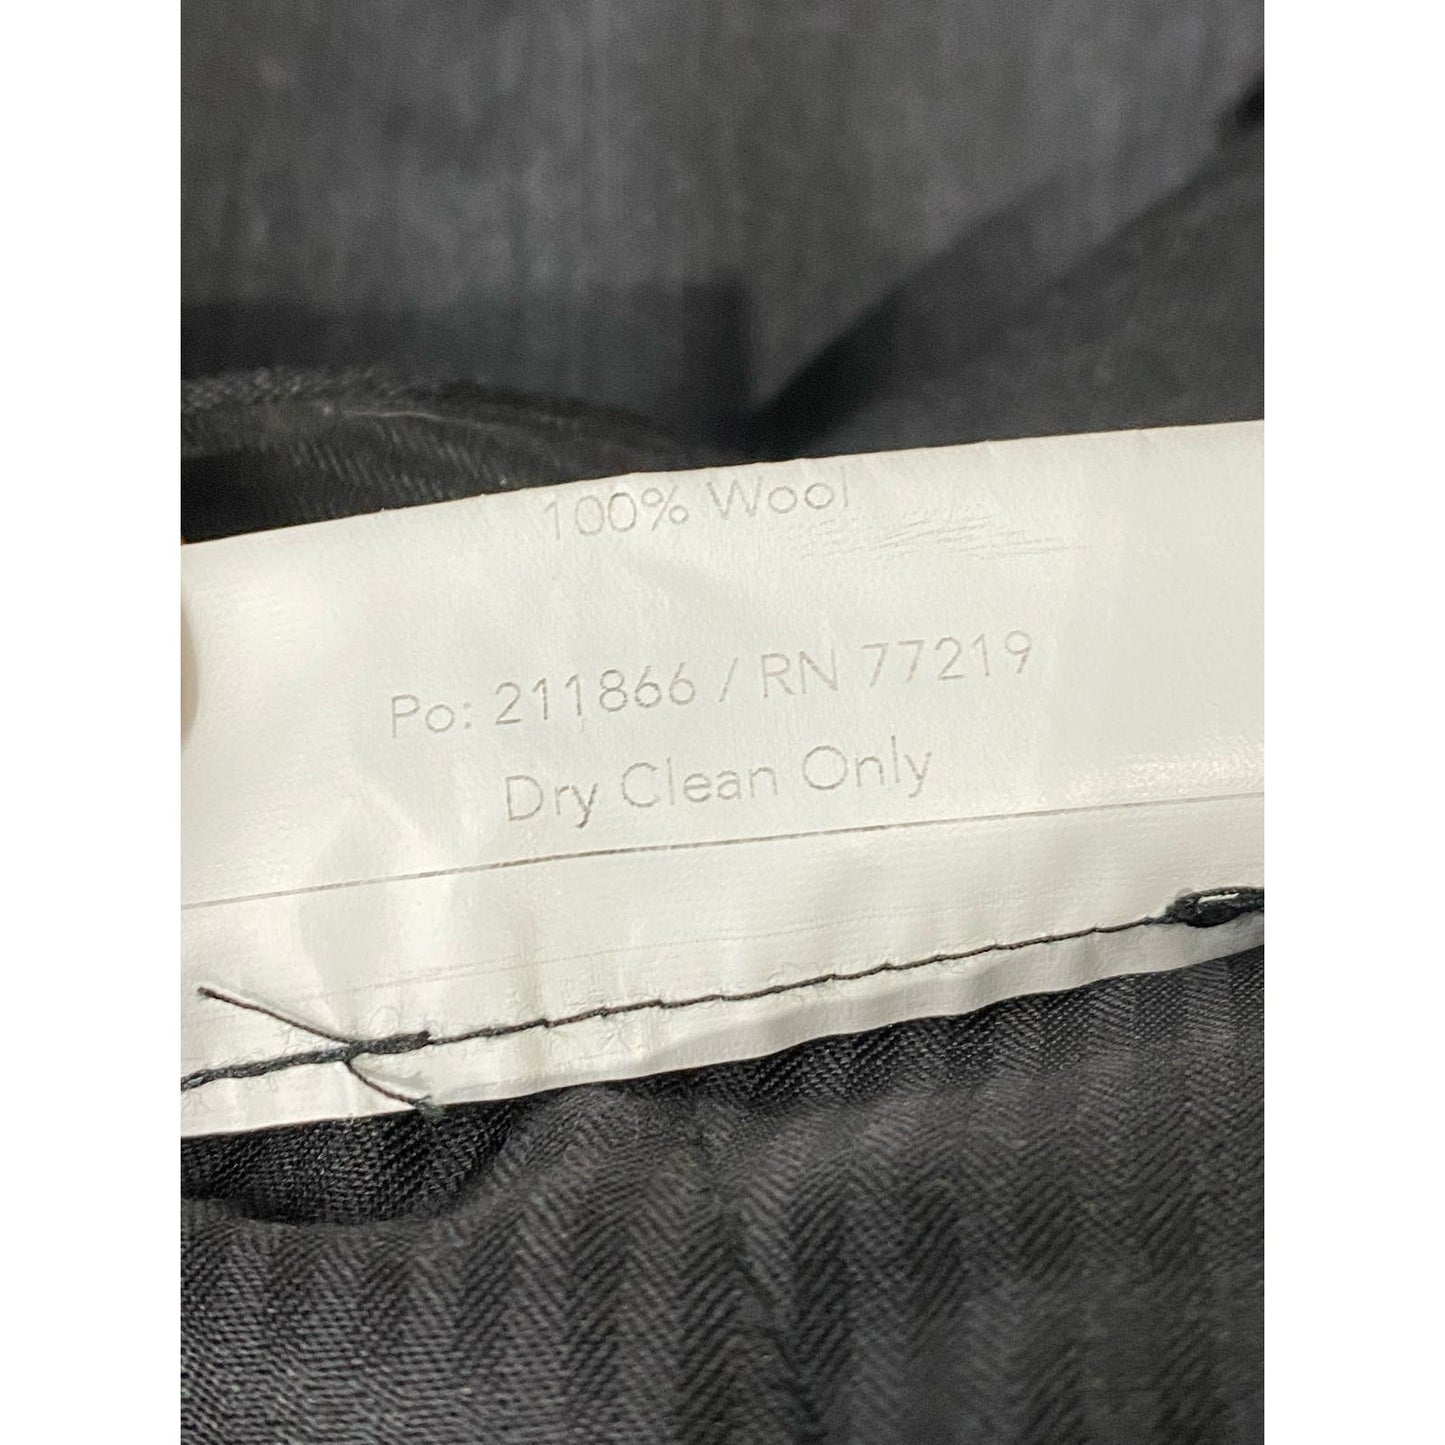 100% Wool
Po: 211866 / RN 77219
Dry Clean Only